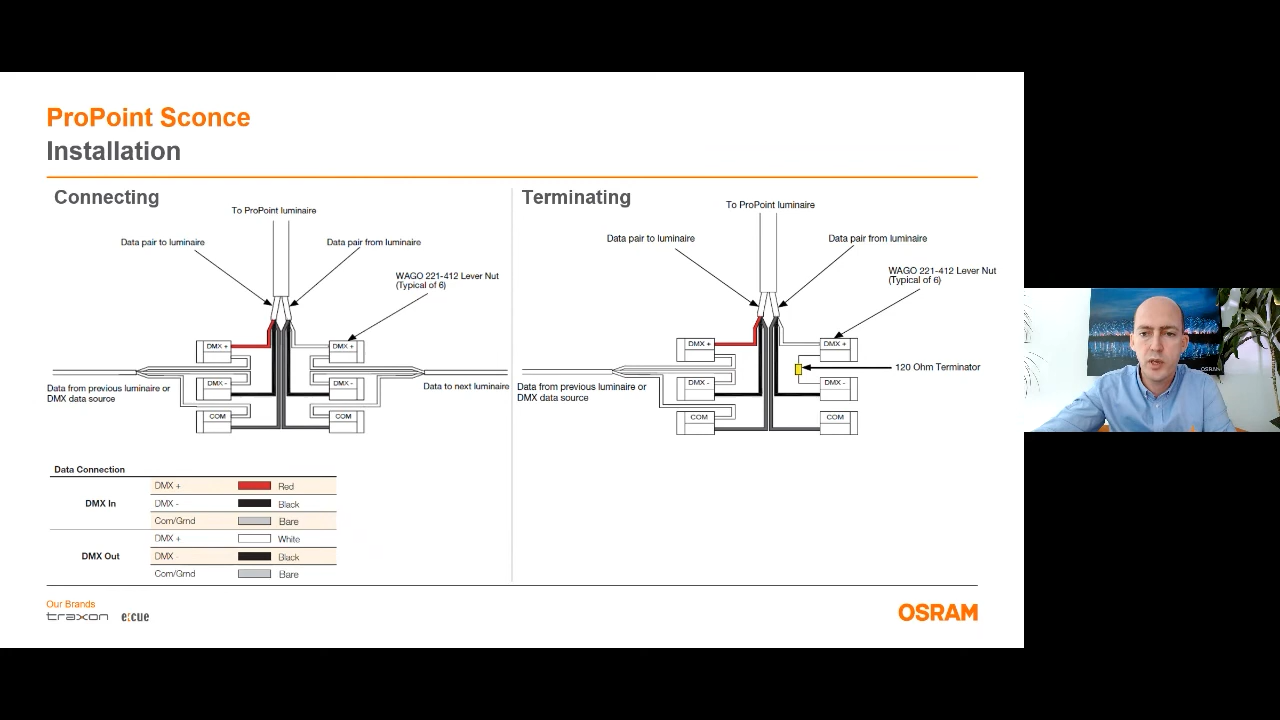 ProPoint Sconce
Installation
Connecting
To ProPoint luminaire
Data pair to luminaire
Data pair from luminaire
WAGO 221-412 Lever Nut
(Typical of 6)
DMX +
DMX +
DMX -
DMX -
Data from previous luminaire or
DMX data source
Data to next luminaire
COM
COM
Data Connection
DMX In
DMX + Red
DMX - Black
Com/Grnd Bare
DMX Out
DMX + White
DMX - Black
Com/Grnd Bare
Terminating
To ProPoint luminaire
Data pair to luminaire
Data pair from luminaire
WAGO 221-412 Lever Nut
(Typical of 6)
DMX +
DMX +
120 Ohm Terminator
DMX -
DMX -
Data from previous luminaire or
DMX data source
COM
COM
Our Brands
traxon e:cue
OSRAM
OSRAM